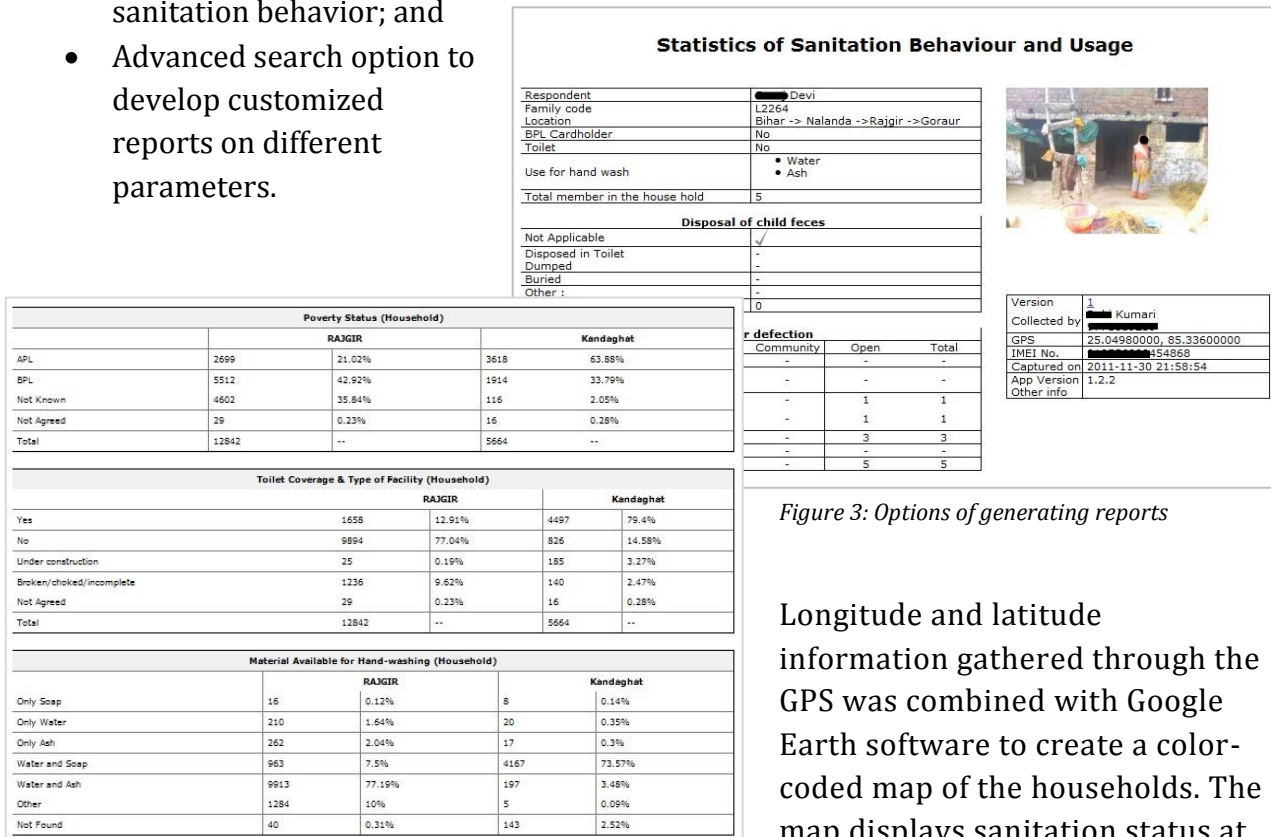 sanitation behavior; and
• Advanced search option to
develop customized
reports on different
parameters.
Statistics of Sanitation Behaviour and Usage
Respondent Devi
Family code L2264
Location Bihar -> Nalanda ->Rajgir ->Goraur
BPL Cardholder No
Toilet No
Use for hand wash • Water
• Ash
Total member in the house hold 5
Disposal of child feces
Not Applicable ✓
Disposed in Toilet -
Dumped -
Buried -
Other : -
0
r defection
Community Open Total
- - -
- - -
- 1 1
- 1 1
- 3 3
- - -
- 5 5
Version 1
Collected by Kumari
GPS 25.04980000, 85.33600000
IMEI No. 454868
Captured on 2011-11-30 21:58:54
App Version 1.2.2
Other info
Poverty Status (Household)
RAJGIR Kandaghat
APL 2699 21.02% 3618 63.88%
BPL 5512 42.92% 1914 33.79%
Not Known 4602 35.84% 116 2.05%
Not Agreed 29 0.23% 16 0.28%
Total 12842 -- 5664 --
Toilet Coverage & Type of Facility (Household)
RAJGIR Kandaghat
Yes 1658 12.91% 4497 79.4%
No 9894 77.04% 826 14.58%
Under construction 25 0.19% 185 3.27%
Broken/choked/incomplete 1236 9.62% 140 2.47%
Not Agreed 29 0.23% 16 0.28%
Total 12842 -- 5664 --
Material Available for Hand-washing (Household)
RAJGIR Kandaghat
Only Soap 16 0.12% 8 0.14%
Only Water 210 1.64% 20 0.35%
Only Ash 262 2.04% 17 0.3%
Water and Soap 963 7.5% 4167 73.57%
Water and Ash 9913 77.19% 197 3.48%
Other 1284 10% 5 0.09%
Not Found 40 0.31% 143 2.52%
Figure 3: Options of generating reports
Longitude and latitude
information gathered through the
GPS was combined with Google
Earth software to create a color-
coded map of the households. The
map displays sanitation status at